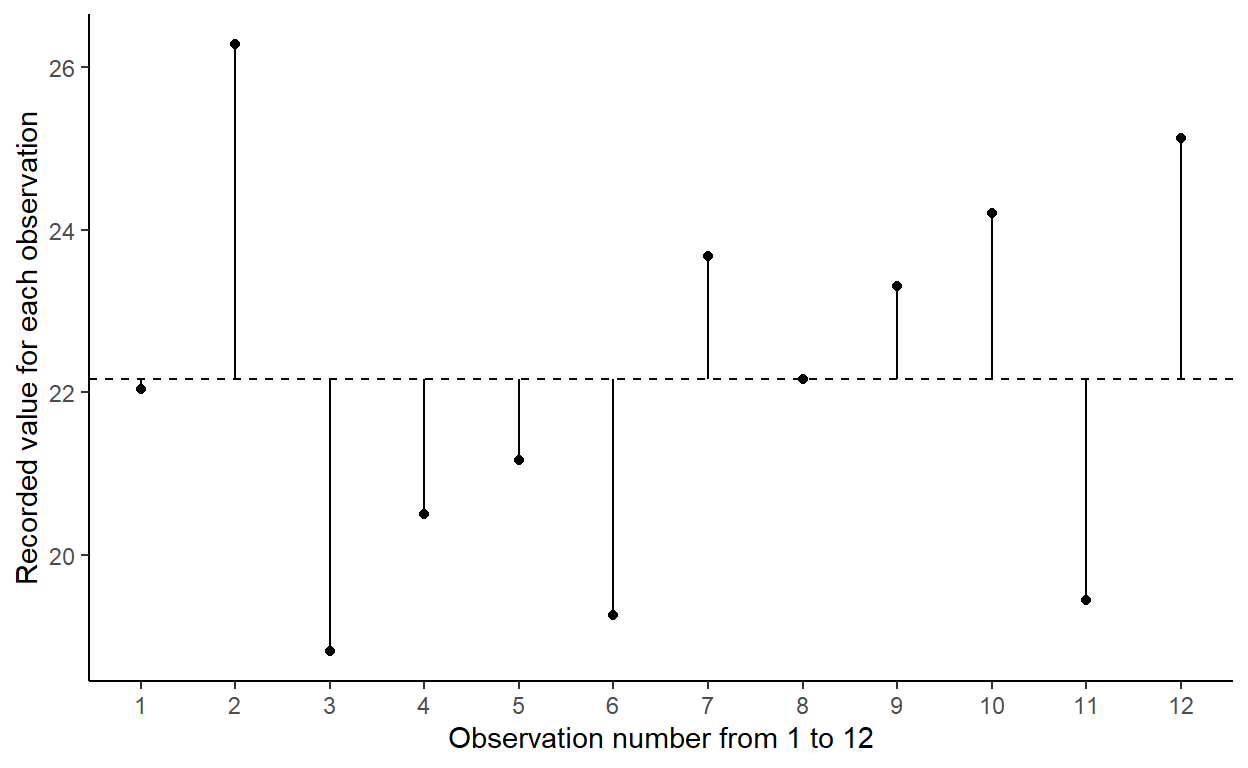 Recorded value for each observation
26
24
22
20
1 2 3 4 5 6 7 8 9 10 11 12
Observation number from 1 to 12